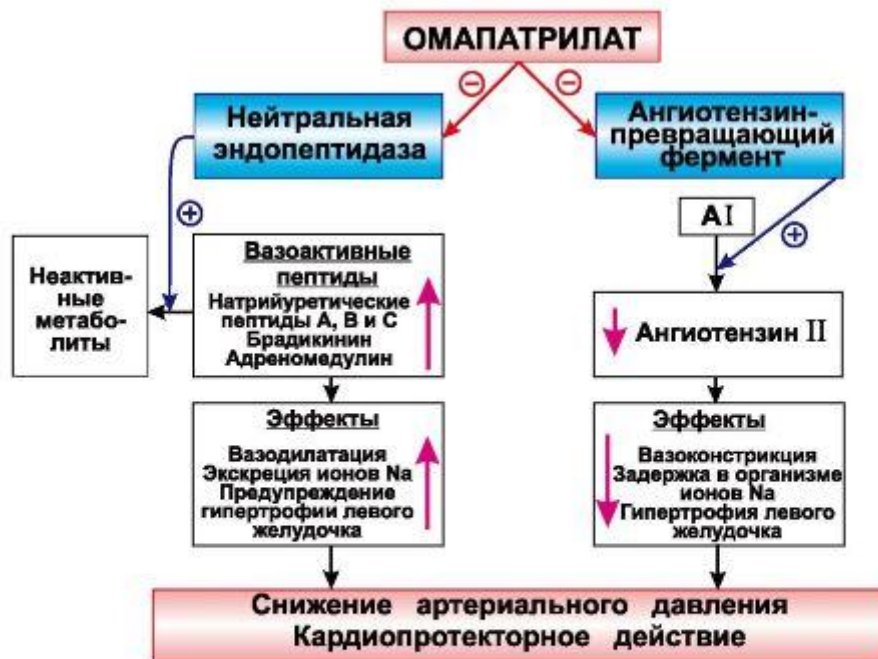 ОМАПАТРИЛАТ
Нейтральная
эндопептидаза
Ангиотензин-
превращающий
фермент
А I
Неактив-
ные
метабо-
литы
Вазоактивные
пептиды
Натрийуретические
пептиды А, В и С
Брадикинин
Адреномедулин
Ангиотензин II
Эффекты
Вазодилатация
Экскреция ионов Na
Предупреждение
гипертрофии левого
желудочка
Эффекты
Вазоконстрикция
Задержка в организме
ионов Na
Гипертрофия левого
желудочка
Снижение артериального давления
Кардиопротекторное действие